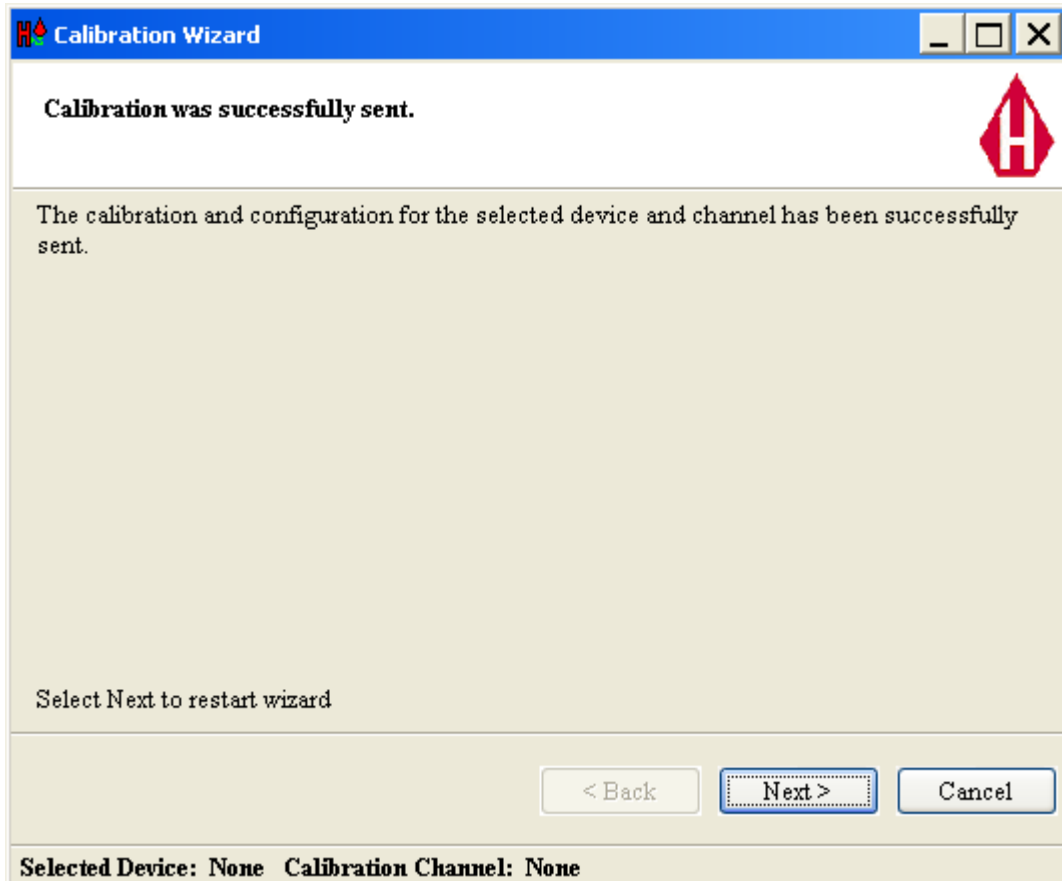 Calibration Wizard
Calibration was successfully sent.
H
The calibration and configuration for the selected device and channel has been successfully
sent.
Select Next to restart wizard
< Back Next > Cancel
Selected Device: None Calibration Channel: None